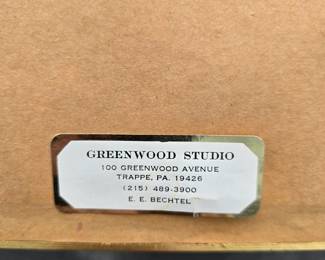 GREENWOOD STUDIO
100 GREENWOOD AVENUE
TRAPPE, PA. 19426
(215) 489-3900
E. E. BECHTEL